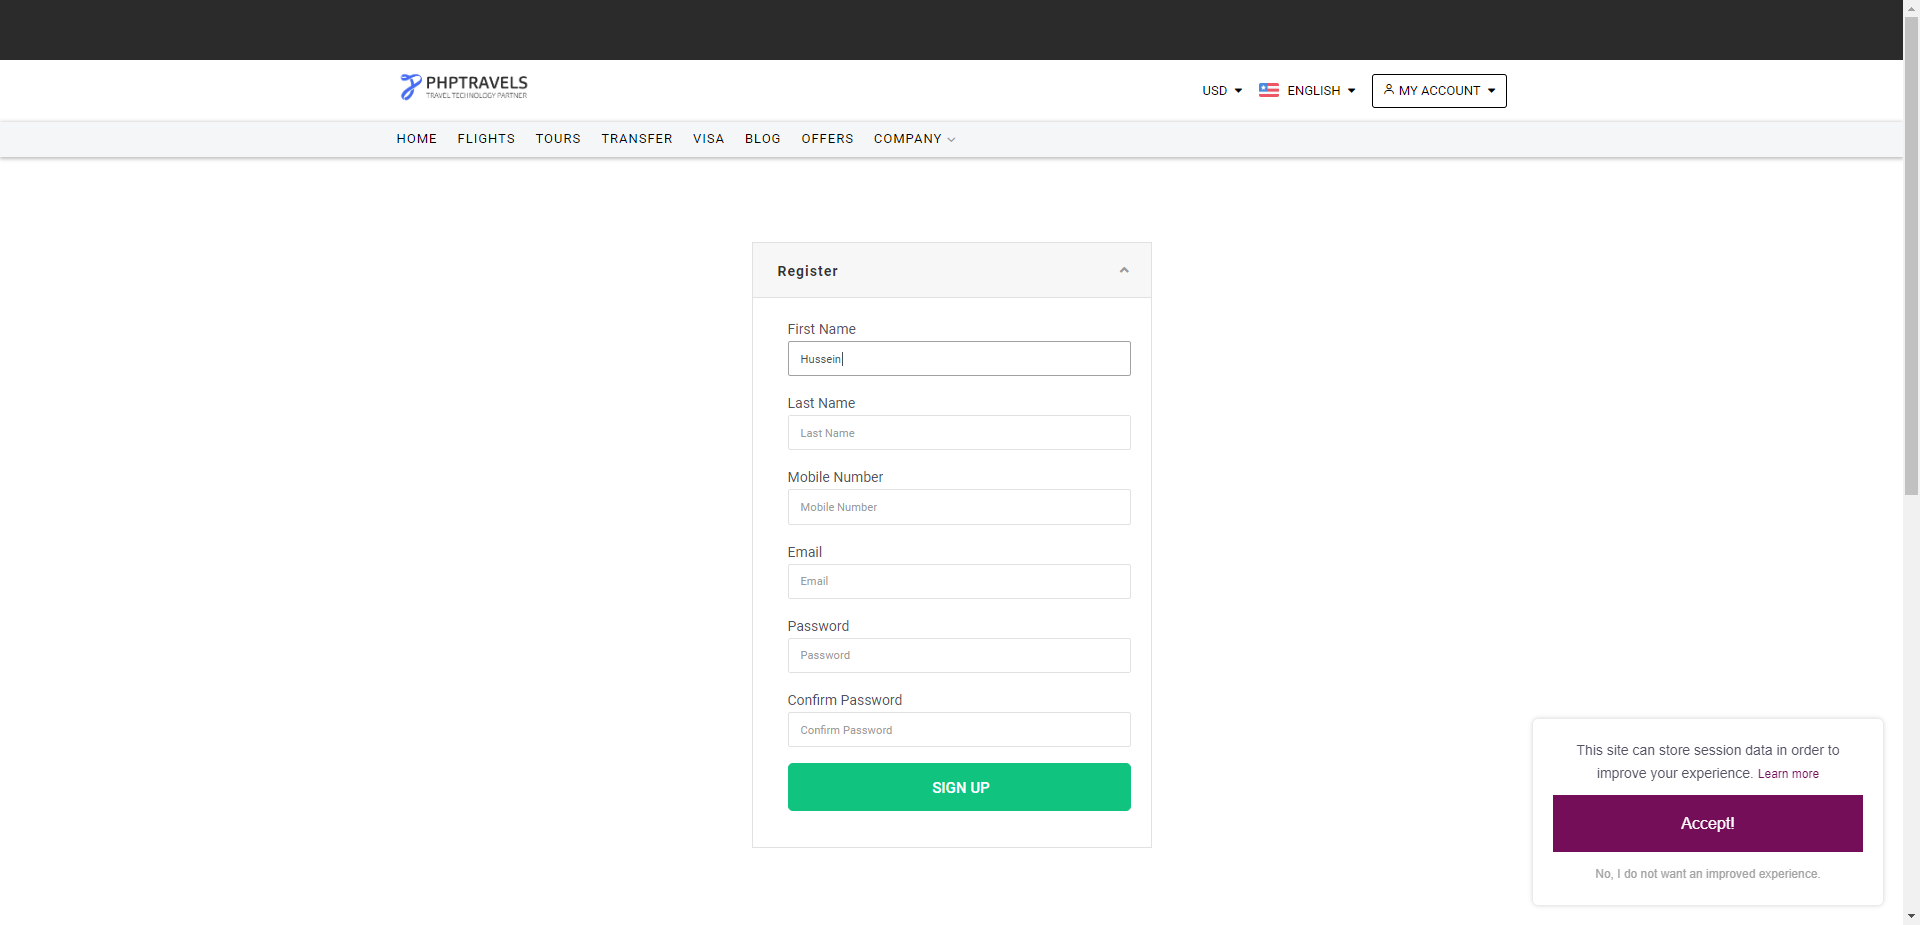 PHPTRAVELS
TRAVEL TECHNOLOGY PARTNER
USD ENGLISH MY ACCOUNT
HOME FLIGHTS TOURS TRANSFER VISA BLOG OFFERS COMPANY
Register
First Name
Hussein
Last Name
Last Name
Mobile Number
Mobile Number
Email
Email
Password
Password
Confirm Password
Confirm Password
SIGN UP
This site can store session data in order to
improve your experience. Learn more
Accept!
No, I do not want an improved experience.